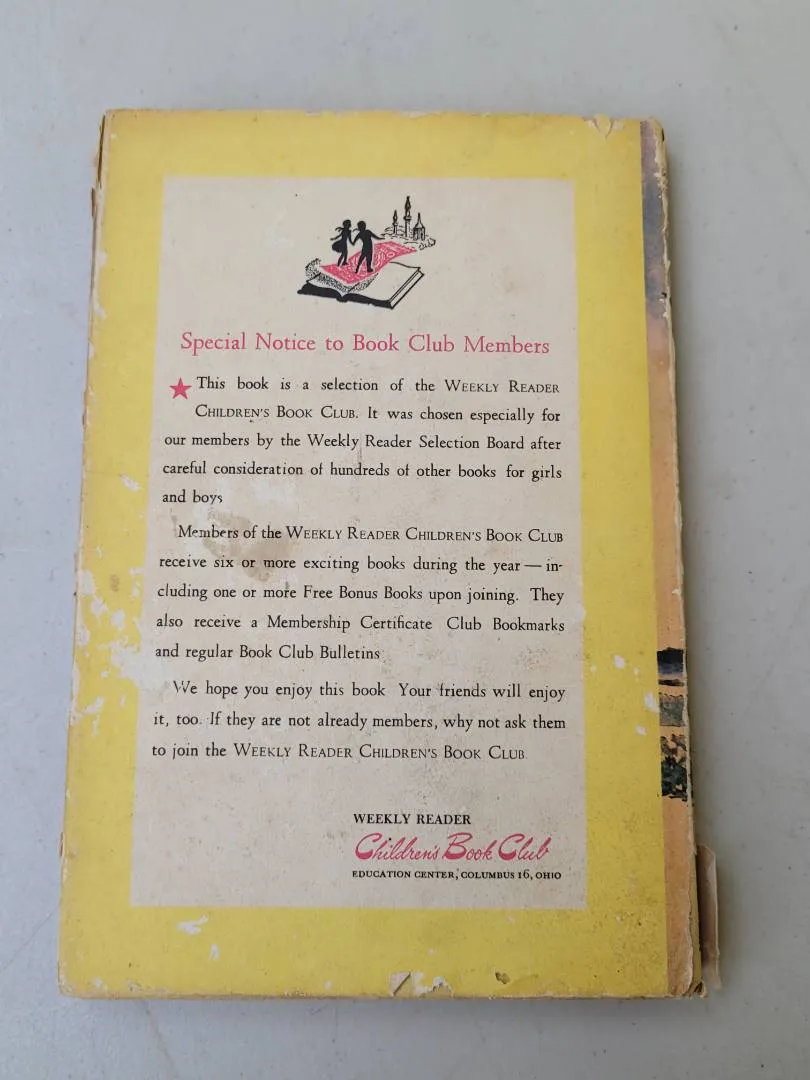 Special Notice to Book Club Members
★ This book is a selection of the WEEKLY READER
CHILDREN'S BOOK CLUB. It was chosen especially for
our members by the Weekly Reader Selection Board after
careful consideration of hundreds of other books for girls
and boys
Members of the WEEKLY READER CHILDREN'S BOOK CLUB
receive six or more exciting books during the year — in-
cluding one or more Free Bonus Books upon joining. They
also receive a Membership Certificate Club Bookmarks
and regular Book Club Bulletins.
We hope you enjoy this book Your friends will enjoy
it, too. If they are not already members, why not ask them
to join the WEEKLY READER CHILDREN'S BOOK CLUB
WEEKLY READER
Children's Book Club
EDUCATION CENTER, COLUMBUS 16, OHIO